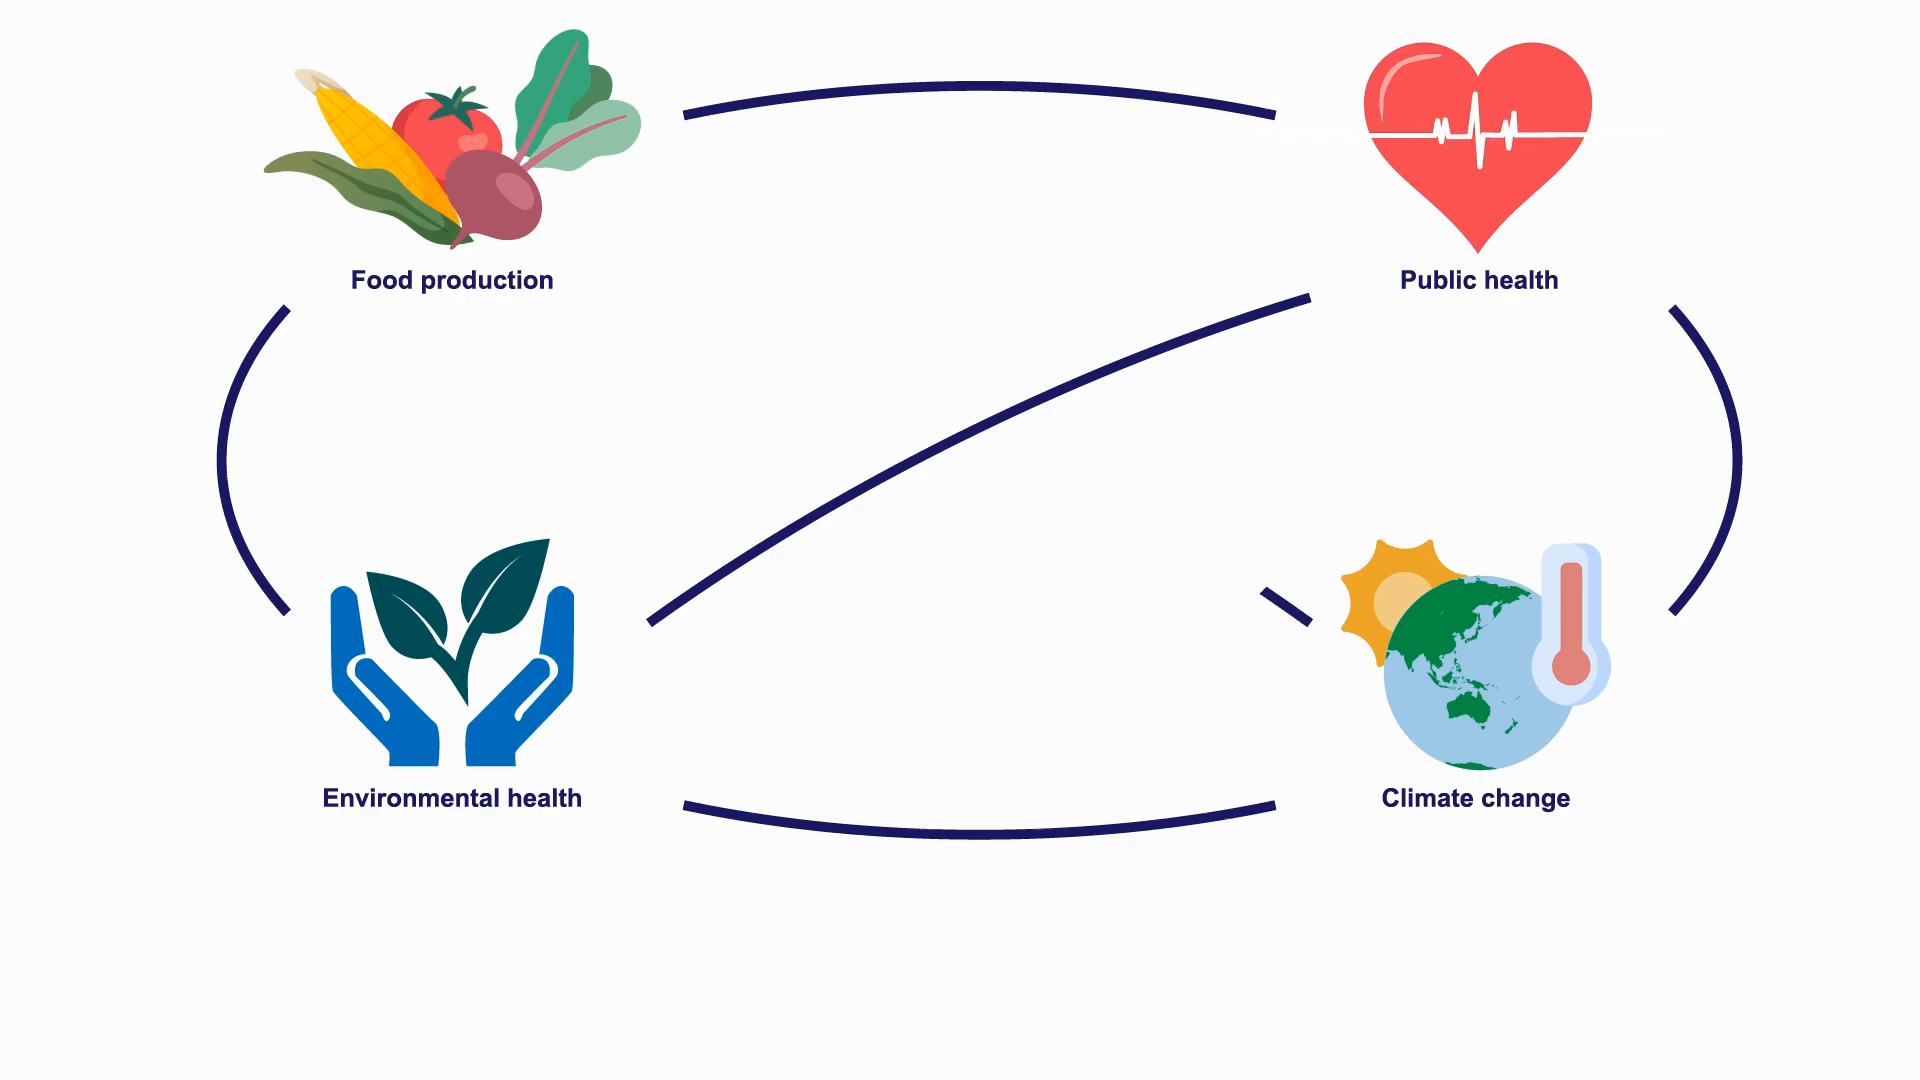 Food production
Public health
Environmental health
Climate change